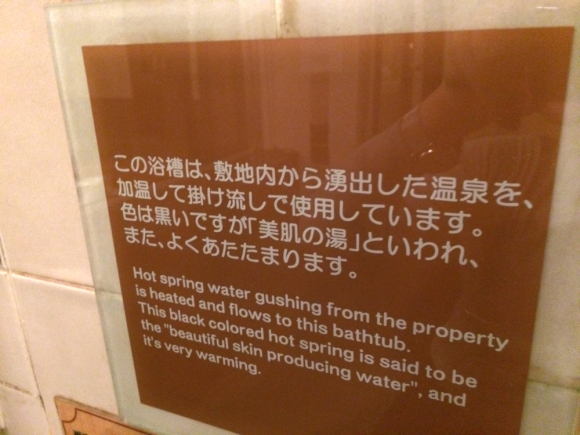 この浴槽は、敷地内から湧出した温泉を、
加温して掛け流しで使用しています。
色は黒いですが「美肌の湯」といわれ、
また、よくあたたまります。
Hot spring water gushing from the property
is heated and flows to this bathtub.
This black colored hot spring is said to be
the "beautiful skin producing water", and
it's very warming.